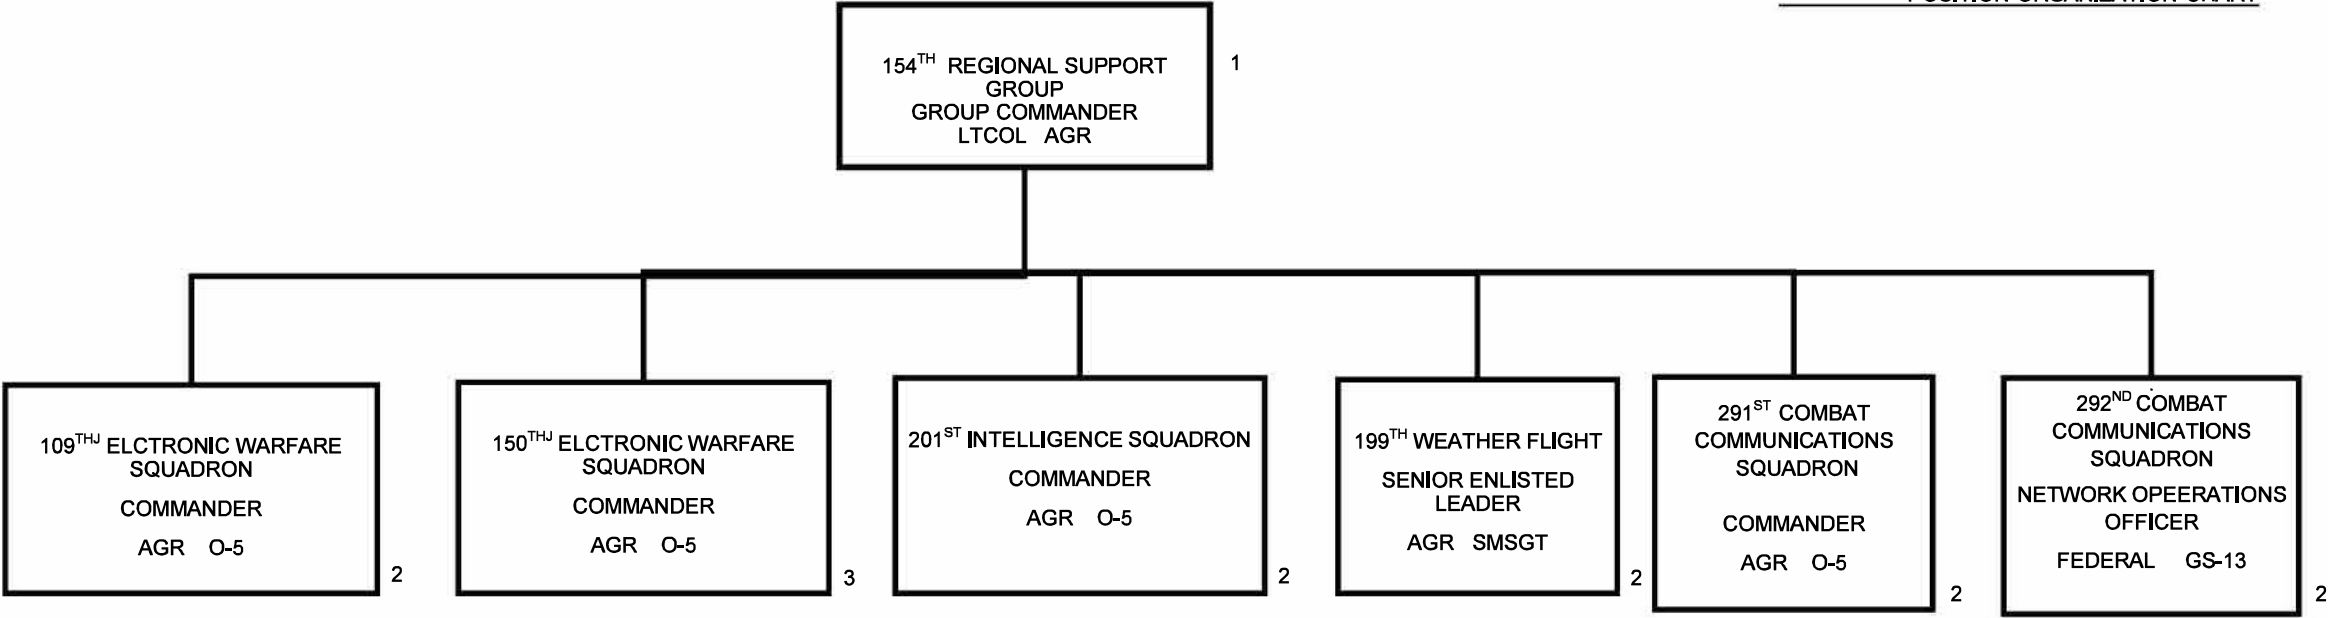 POSITION ORGANIZATION CHART
154TH REGIONAL SUPPORT
GROUP
GROUP COMMANDER
LTCOL AGR
1
109THJ ELCTRONIC WARFARE
SQUADRON
COMMANDER
AGR O-5
2
150THJ ELCTRONIC WARFARE
SQUADRON
COMMANDER
AGR O-5
3
201ST INTELLIGENCE SQUADRON
COMMANDER
AGR O-5
2
199TH WEATHER FLIGHT
SENIOR ENLISTED
LEADER
AGR SMSGT
2
291ST COMBAT
COMMUNICATIONS
SQUADRON
COMMANDER
AGR O-5
2
292ND COMBAT
COMMUNICATIONS
SQUADRON
NETWORK OPEERATIONS
OFFICER
FEDERAL GS-13
2